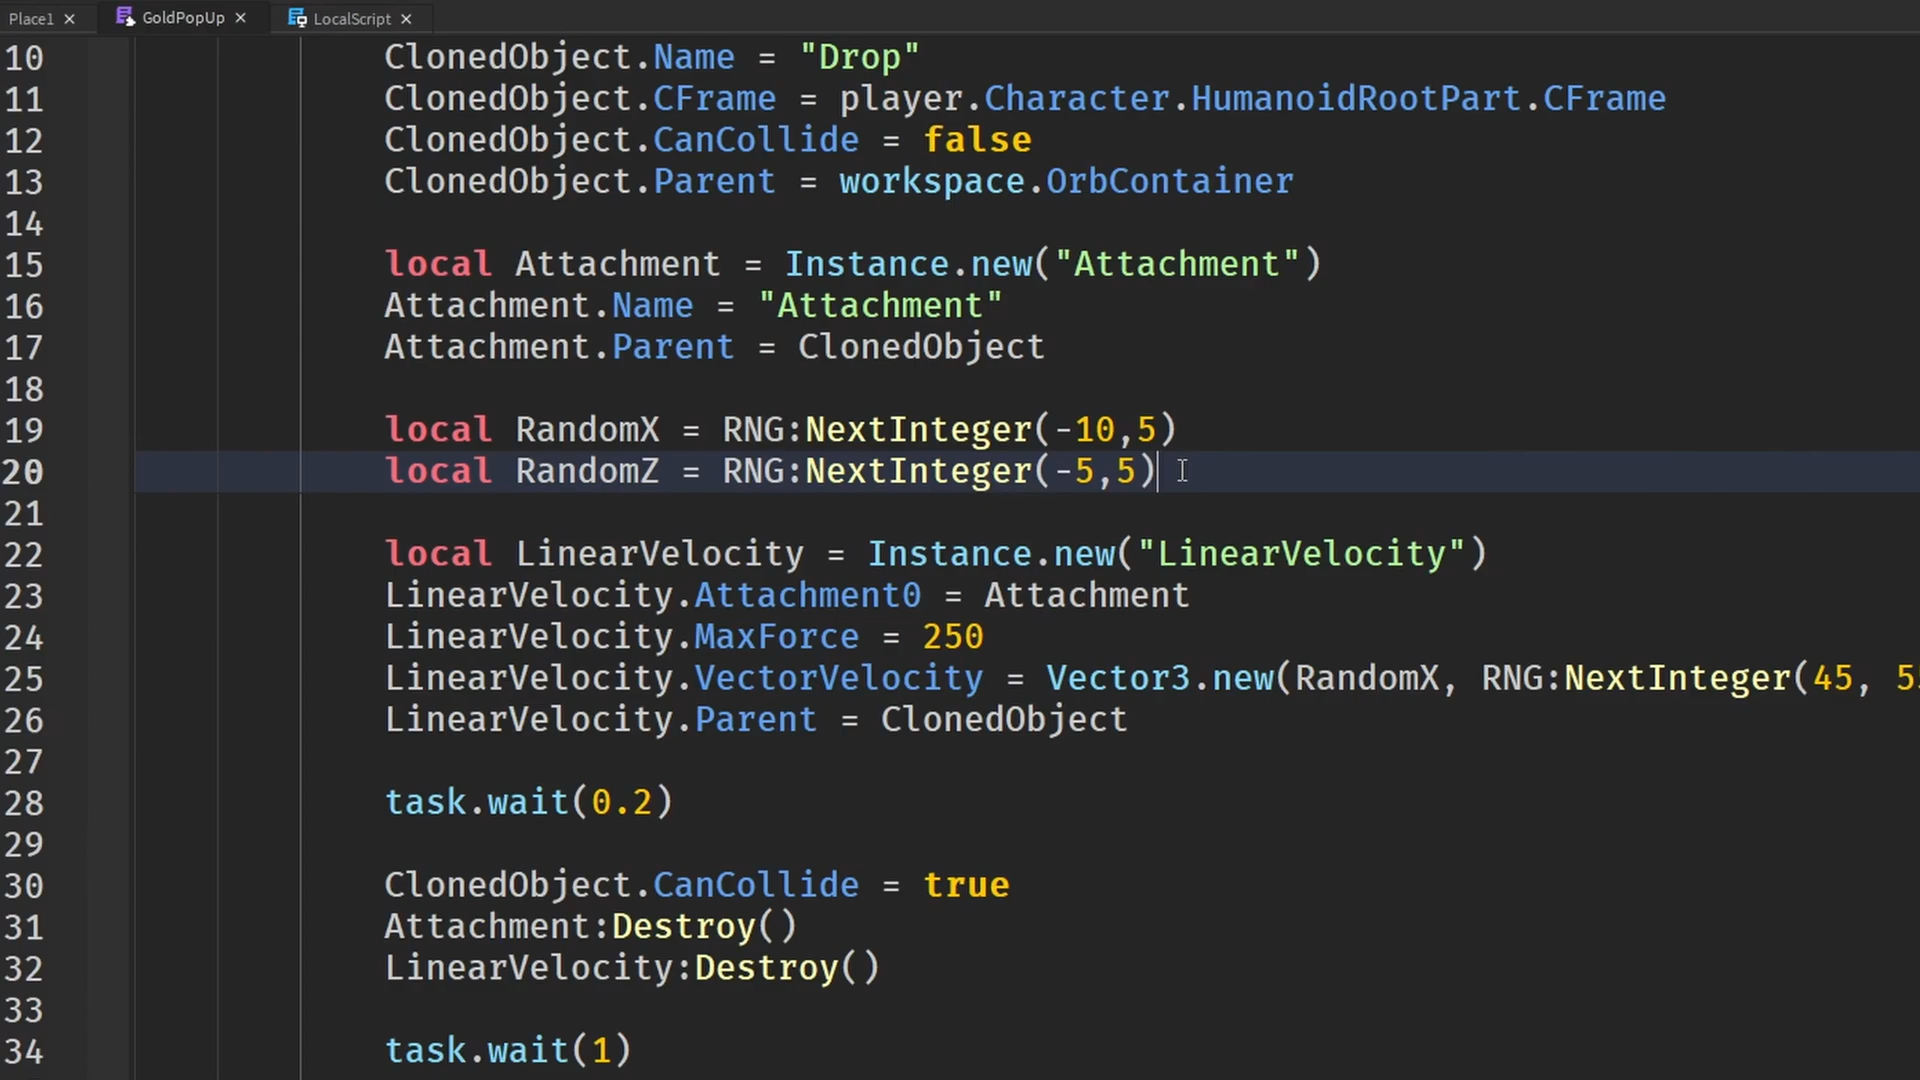 Place1 × GoldPopUp × LocalScript ×
10 ClonedObject.Name = "Drop"
11 ClonedObject.CFrame = player.Character.HumanoidRootPart.CFrame
12 ClonedObject.CanCollide = false
13 ClonedObject.Parent = workspace.OrbContainer
14
15 local Attachment = Instance.new("Attachment")
16 Attachment.Name = "Attachment"
17 Attachment.Parent = ClonedObject
18
19 local RandomX = RNG:NextInteger(-10,5)
20 local RandomZ = RNG:NextInteger(-5,5)
21
22 local LinearVelocity = Instance.new("LinearVelocity")
23 LinearVelocity.Attachment0 = Attachment
24 LinearVelocity.MaxForce = 250
25 LinearVelocity.VectorVelocity = Vector3.new(RandomX, RNG:NextInteger(45, 5
26 LinearVelocity.Parent = ClonedObject
27
28 task.wait(0.2)
29
30 ClonedObject.CanCollide = true
31 Attachment:Destroy()
32 LinearVelocity:Destroy()
33
34 task.wait(1)